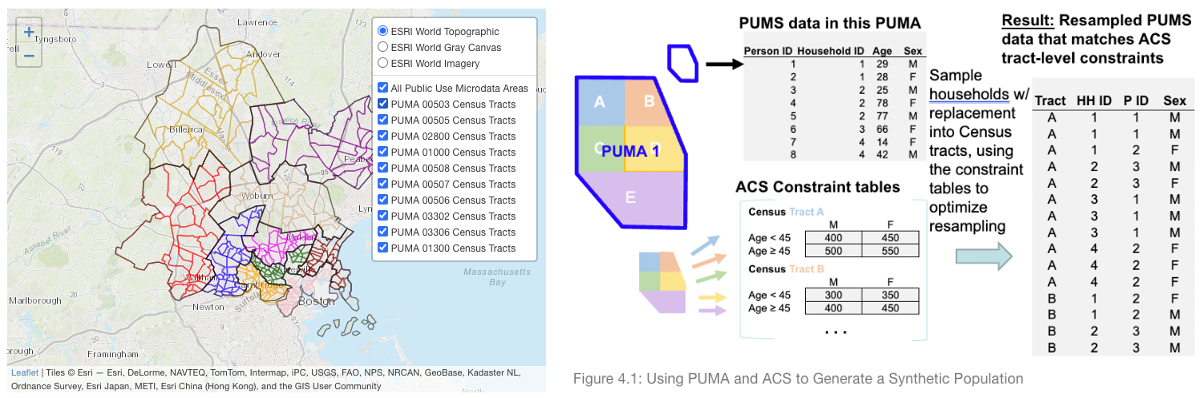 +
−
Tyngsboro
Lawrence
Lowell
Andover
Essex
Middlesex
Billerica
Peabody
Woburn
Lyn
Assabet River
Marlborough
Newton
Boston
Suffolk
Framingham
Massachusetts
Bay
ESRI World Topographic
ESRI World Gray Canvas
ESRI World Imagery
All Public Use Microdata Areas
PUMA 00503 Census Tracts
PUMA 00505 Census Tracts
PUMA 02800 Census Tracts
PUMA 01000 Census Tracts
PUMA 00508 Census Tracts
PUMA 00507 Census Tracts
PUMA 00506 Census Tracts
PUMA 03302 Census Tracts
PUMA 03306 Census Tracts
PUMA 01300 Census Tracts
Leaflet | Tiles © Esri — Esri, DeLorme, NAVTEQ, TomTom, Intermap, iPC, USGS, FAO, NPS, NRCAN, GeoBase, Kadaster NL,
Ordnance Survey, Esri Japan, METI, Esri China (Hong Kong), and the GIS User Community
A B
C D
PUMA 1
E
PUMS data in this PUMA
Person ID Household ID Age Sex
1 1 29 M
2 1 28 F
3 2 25 M
4 2 78 F
5 2 77 M
6 3 66 F
7 4 14 F
8 4 42 M
ACS Constraint tables
Census Tract A
M F
Age < 45 400 450
Age ≥ 45 500 550
Census Tract B
M F
Age < 45 300 350
Age ≥ 45 400 450
. . .
Sample
households w/
replacement
into Census
tracts, using
the constraint
tables to
optimize
resampling
Result: Resampled PUMS
data that matches ACS
tract-level constraints
Tract HH ID P ID Sex
A 1 1 M
A 1 1 M
A 1 2 F
A 2 3 M
A 2 3 F
A 3 1 M
A 3 1 M
A 3 1 M
A 4 2 F
A 4 2 F
A 4 2 F
B 1 2 F
B 1 2 M
B 2 3 M
B 2 3 M
Figure 4.1: Using PUMA and ACS to Generate a Synthetic Population